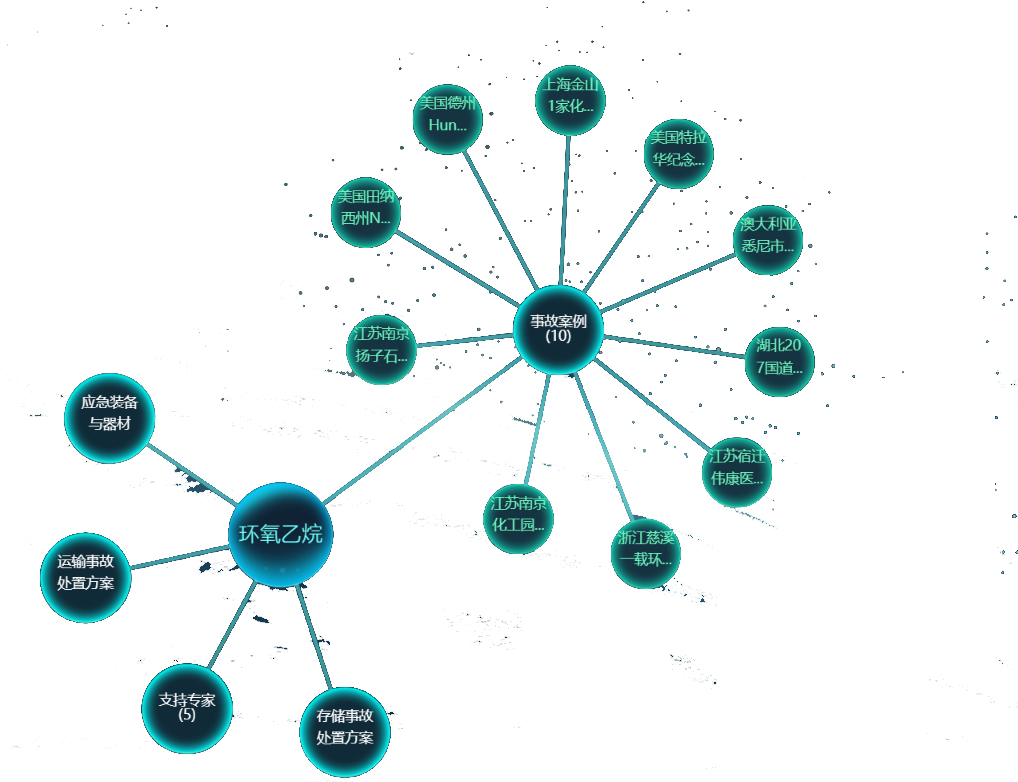 上海金山
1家化...
美国德州
Hun...
美国特拉
华纪念...
美国田纳
西州N...
澳大利亚
悉尼市...
事故案例
(10)
江苏南京
扬子石...
湖北20
7国道...
应急装备
与器材
江苏宿迁
伟康医...
江苏南京
化工园...
环氧乙烷
浙江慈溪
一载环...
运输事故
处置方案
支持专家
(5)
存储事故
处置方案